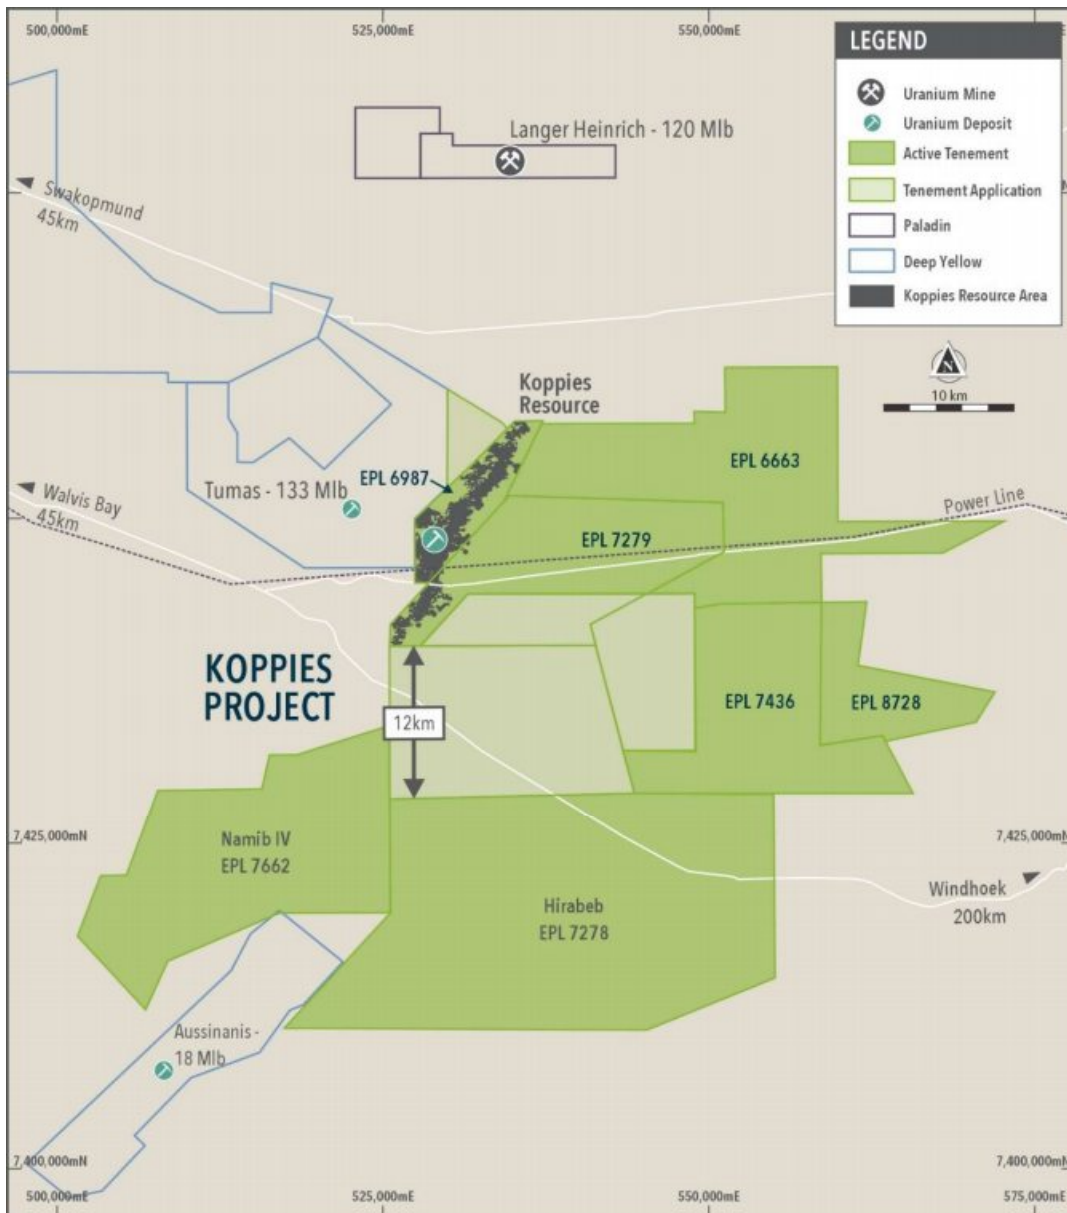 500,000mE
525,000mE
550,000mE
LEGEND
Uranium Mine
Uranium Deposit
Active Tenement
Tenement Application
Paladin
Deep Yellow
Koppies Resource Area
Langer Heinrich - 120 Mlb
Swakopmund
45km
N
10 km
Koppies
Resource
EPL 6663
EPL 6987
Tumas - 133 Mlb
Walvis Bay
45km
Power Line
EPL 7279
KOPPIES
PROJECT
12km
EPL 7436
EPL 8728
7,425,000mN
7,425,000mN
Namib IV
EPL 7662
Windhoek
200km
Hirabeb
EPL 7278
Aussinanis -
18 Mlb
7,400,000mN
7,400,000mN
500,000mE
525,000mE
550,000mE
575,000mE